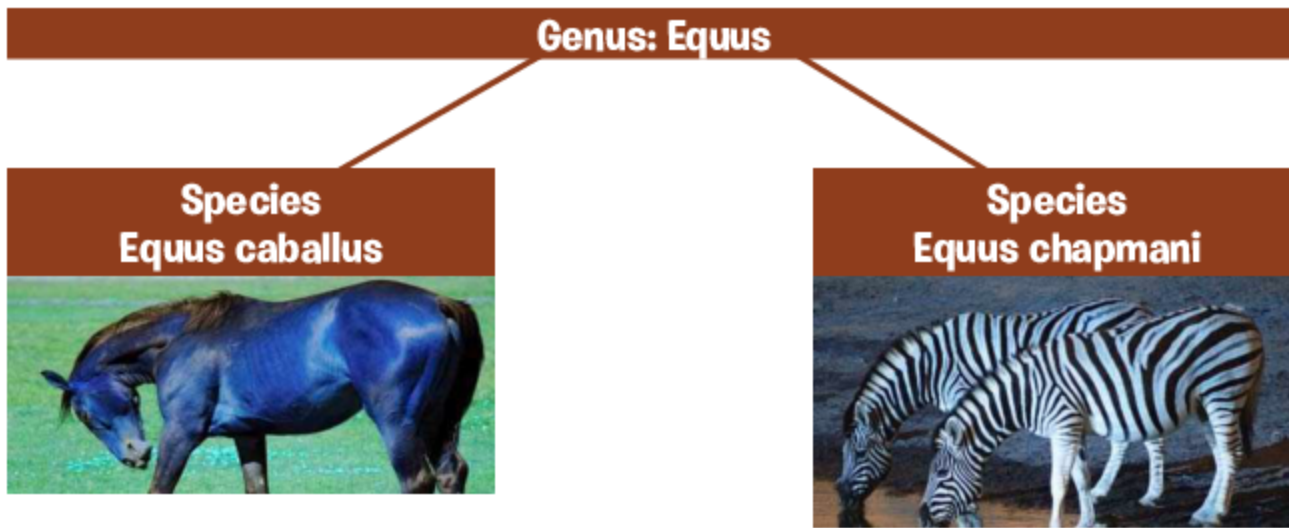 Genus: Equus
Species
Equus caballus
Species
Equus chapmani